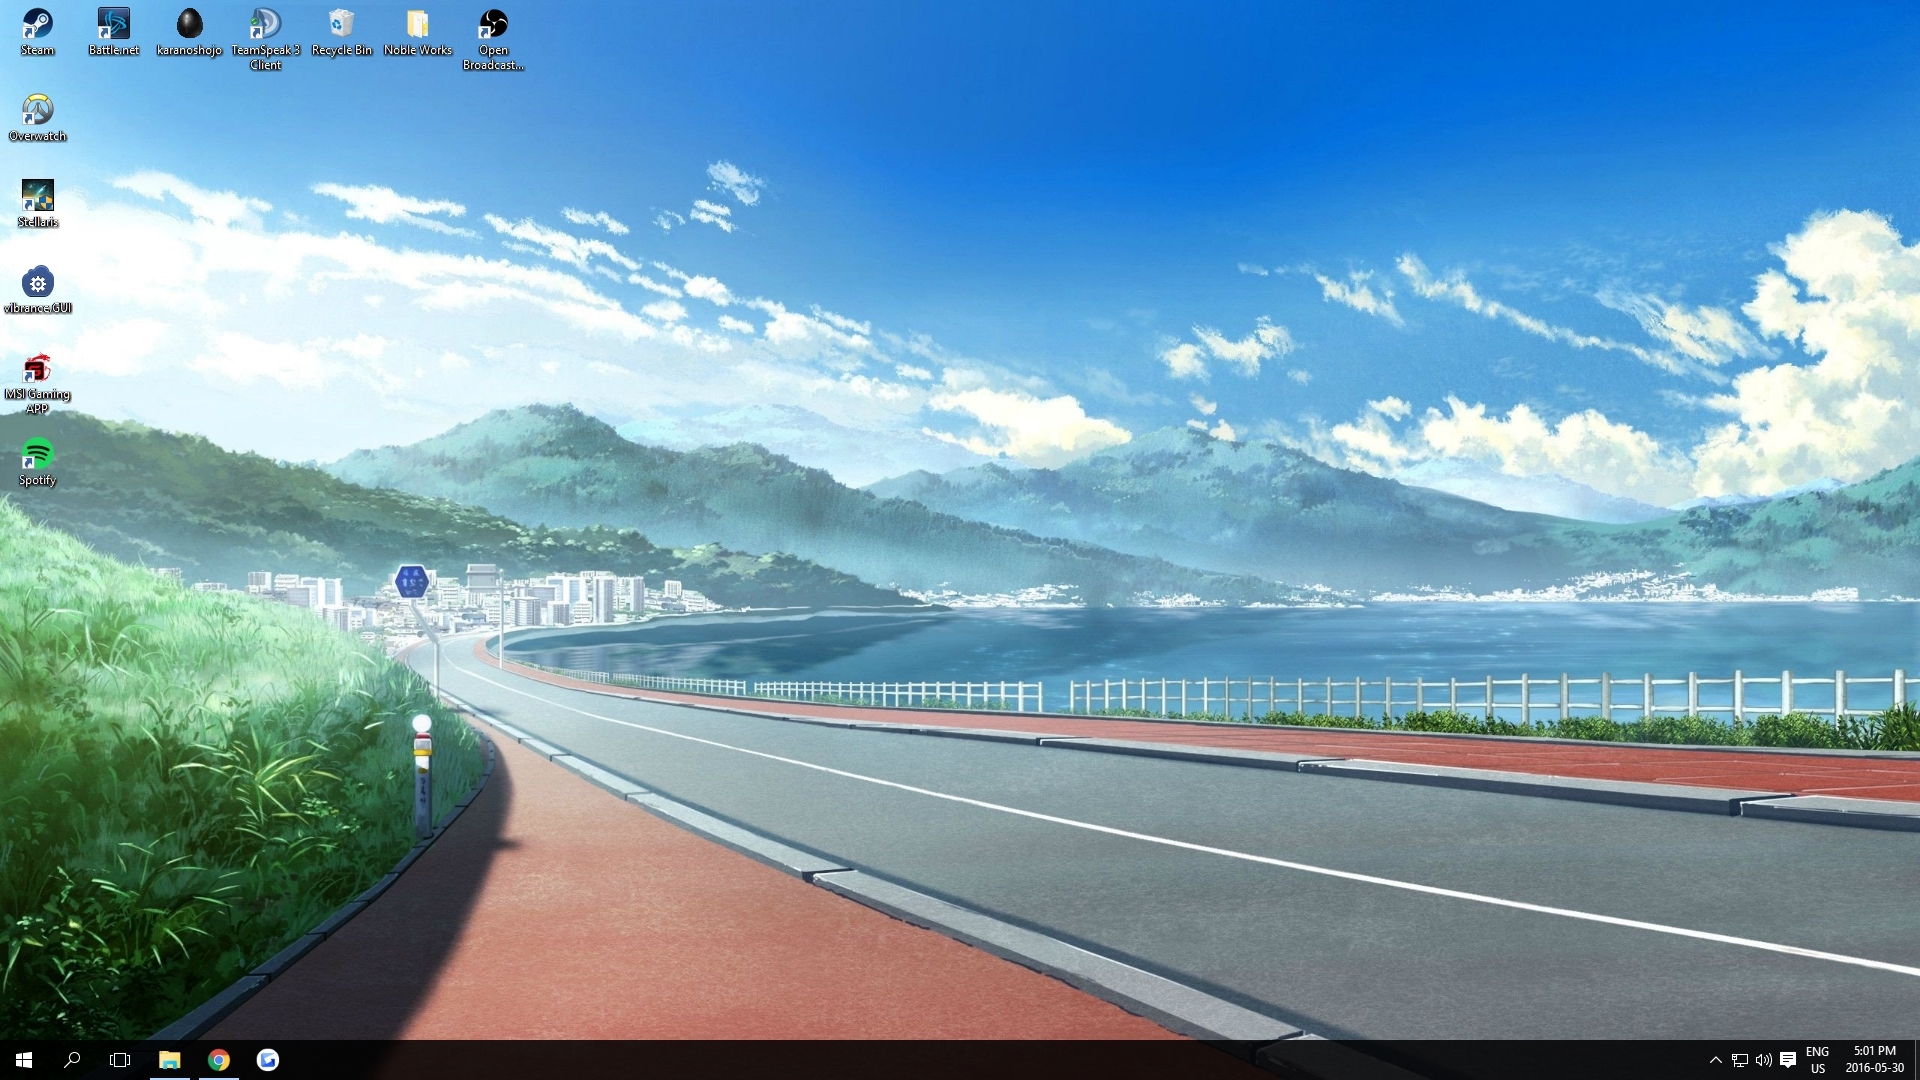 Steam
Battle.net
karanoshojo
TeamSpeak 3
Client
Recycle Bin
Noble Works
Open
Broadcast...
Overwatch
Stellaris
vibranceGUI
MSI Gaming
APP
Spotify
ENG
US
5:01 PM
2016-05-30